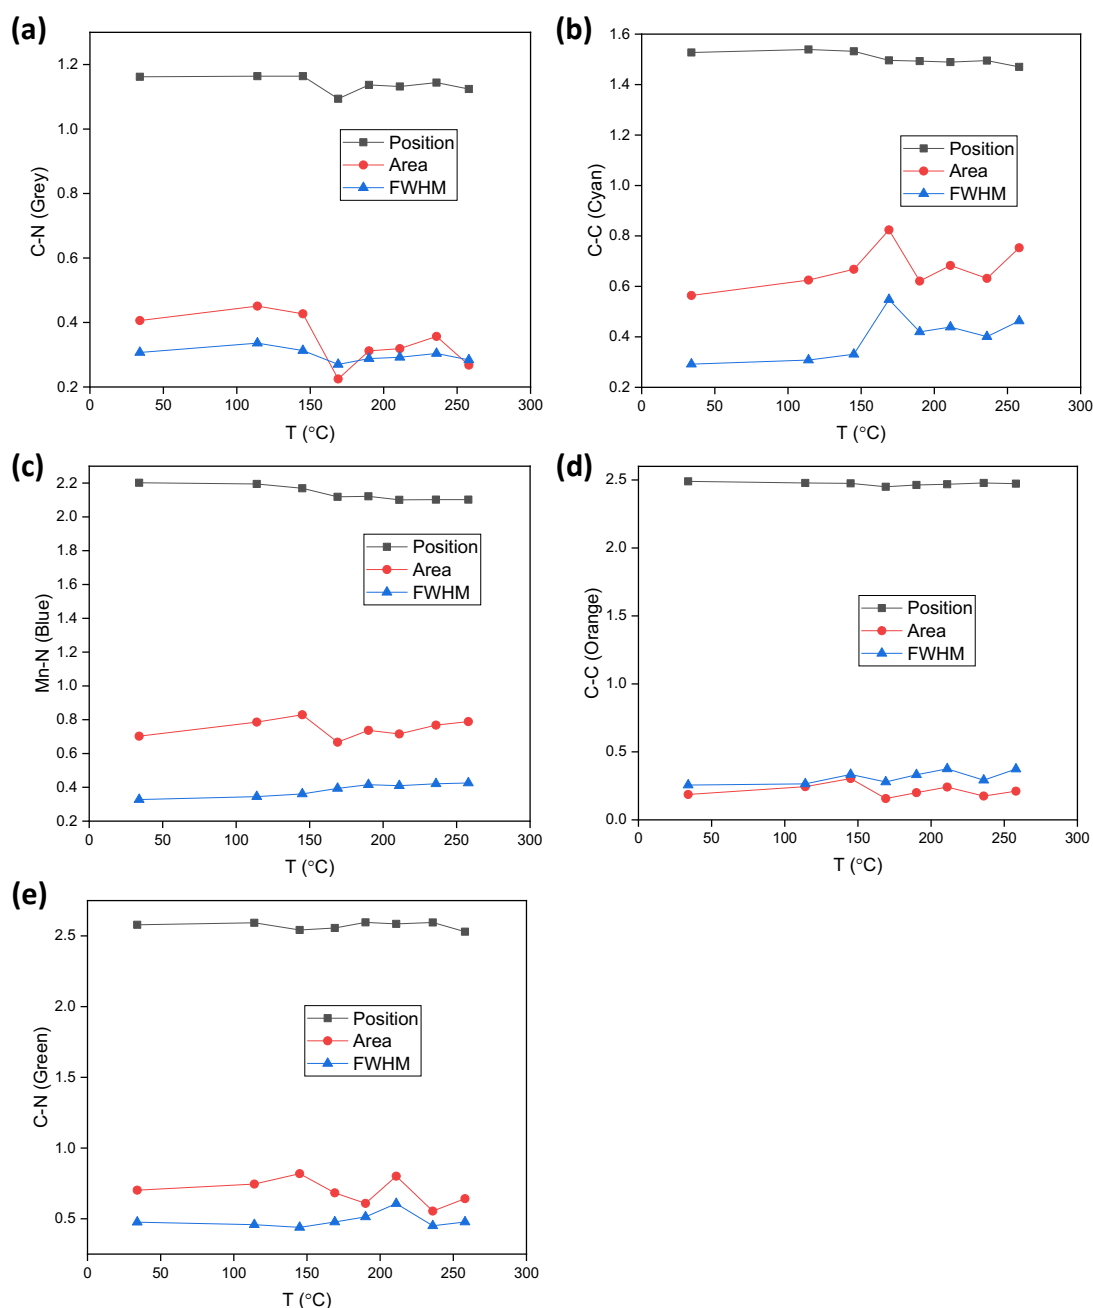 (a)
C-N (Grey)
1.2
1.0
0.8
0.6
0.4
0.2
Position
Area
FWHM
0 50 100 150 200 250 300
T (°C)
(b)
C-C (Cyan)
1.6
1.4
1.2
1.0
0.8
0.6
0.4
0.2
Position
Area
FWHM
0 50 100 150 200 250 300
T (°C)
(c)
Mn-N (Blue)
2.2
2.0
1.8
1.6
1.4
1.2
1.0
0.8
0.6
0.4
0.2
Position
Area
FWHM
0 50 100 150 200 250 300
T (°C)
(d)
C-C (Orange)
2.5
2.0
1.5
1.0
0.5
0.0
Position
Area
FWHM
0 50 100 150 200 250 300
T (°C)
(e)
C-N (Green)
2.5
2.0
1.5
1.0
0.5
Position
Area
FWHM
0 50 100 150 200 250 300
T (°C)